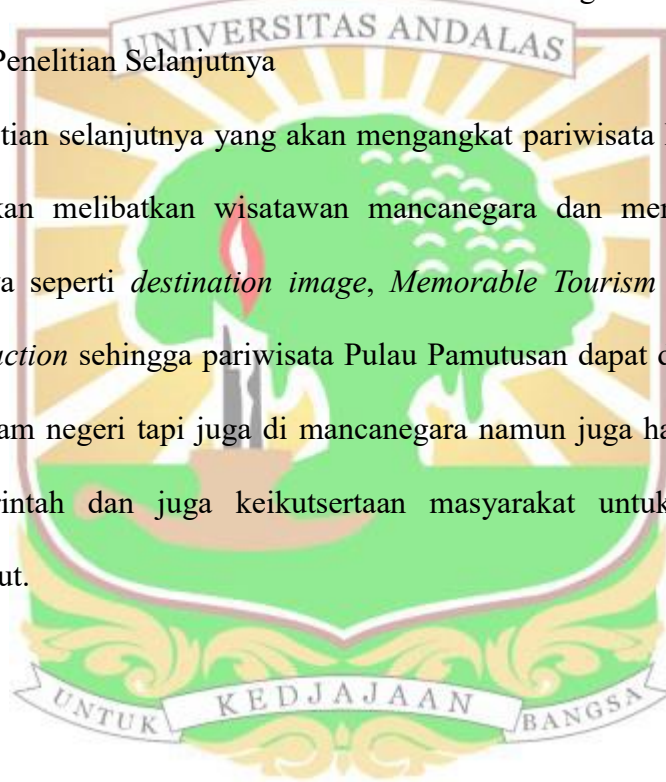 UNIVERSITAS ANDALAS
Penelitian Selanjutnya
tian selanjutnya yang akan mengangkat pariwisata
kan melibatkan wisatawan mancanegara dan mer
a seperti destination image, Memorable Tourism
uction sehingga pariwisata Pulau Pamutusan dapat d
am negeri tapi juga di mancanegara namun juga ha
rintah dan juga keikutsertaan masyarakat untuk
ut.
UNTUK KEDJAJAAN BANGSA